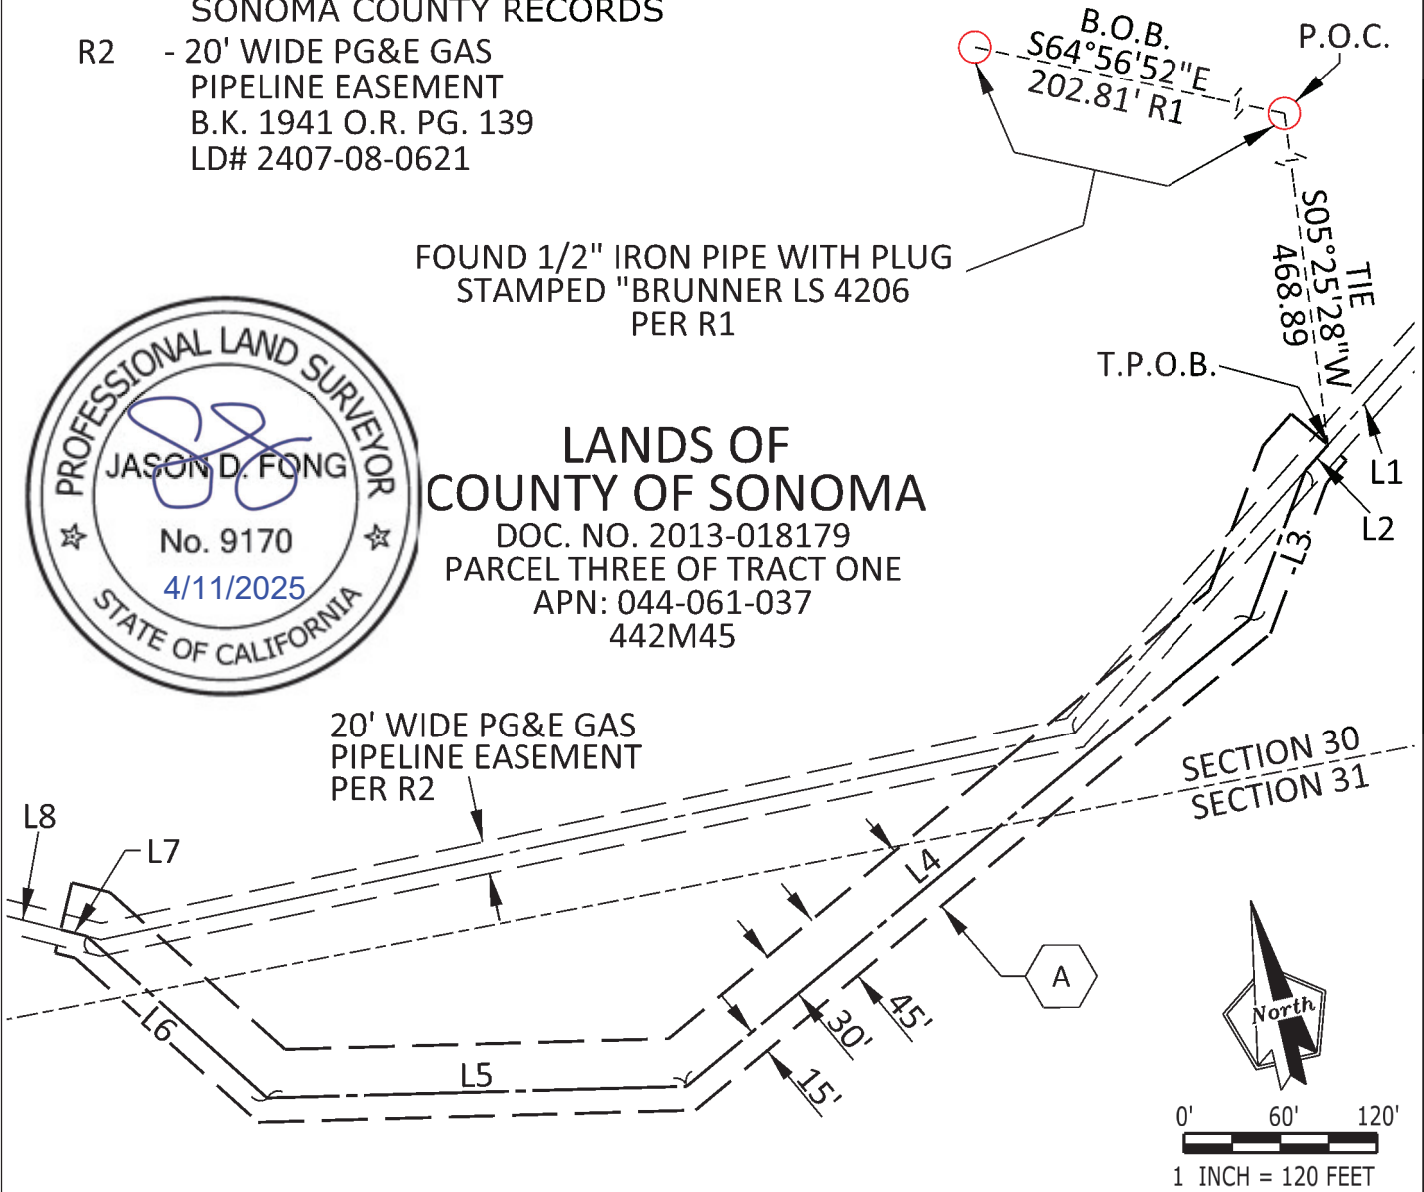 SONOMA COUNTY RECORDS
R2 - 20' WIDE PG&E GAS
PIPELINE EASEMENT
B.K. 1941 O.R. PG. 139
LD# 2407-08-0621
B.O.B.
S64°56'52"E
202.81' R1
P.O.C.
TIE
S05°25'28"W
468.89
FOUND 1/2" IRON PIPE WITH PLUG
STAMPED "BRUNNER LS 4206
PER R1
T.P.O.B.
L1
L2
L3
PROFESSIONAL LAND SURVEYOR
JASON D. FONG
No. 9170
4/11/2025
STATE OF CALIFORNIA
LANDS OF
COUNTY OF SONOMA
DOC. NO. 2013-018179
PARCEL THREE OF TRACT ONE
APN: 044-061-037
442M45
20' WIDE PG&E GAS
PIPELINE EASEMENT
PER R2
SECTION 30
SECTION 31
L8
L7
L4
A
L6
L5
45'
30'
15'
North
0' 60' 120'
1 INCH = 120 FEET